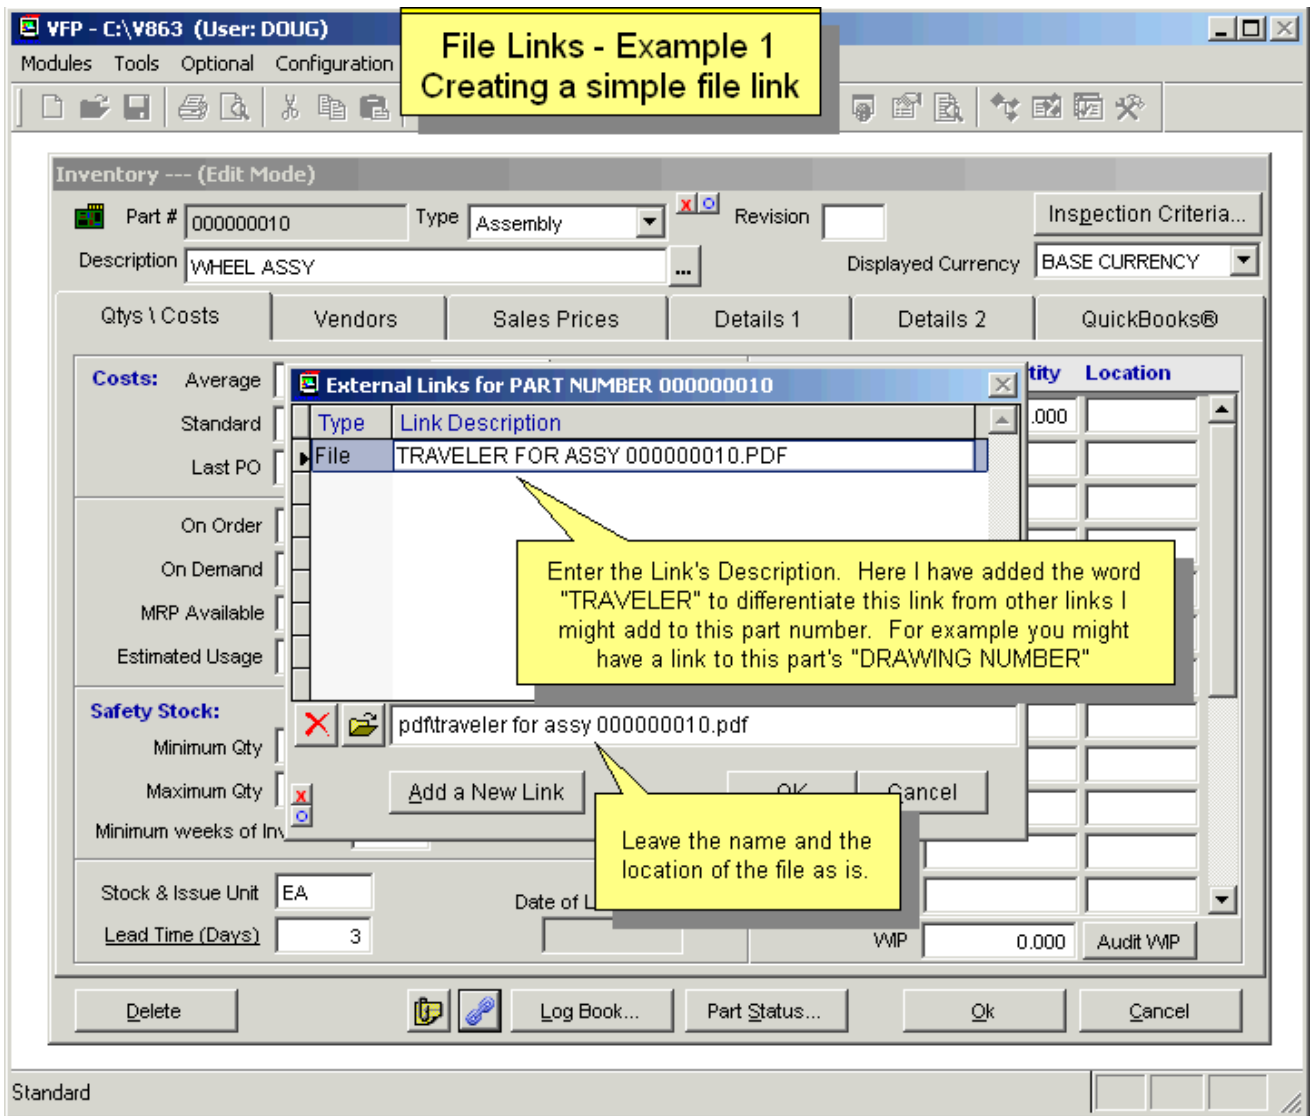 VFP - C:\V863 (User: DOUG)
File Links - Example 1
Creating a simple file link
Modules Tools Optional Configuration
Inventory --- (Edit Mode)
Part # 000000010 Type Assembly X O Revision Inspection Criteria...
Description WHEEL ASSY ... Displayed Currency BASE CURRENCY
Qtys \ Costs Vendors Sales Prices Details 1 Details 2 QuickBooks®
Costs: Average
Standard
Last PO
On Order
On Demand
MRP Available
Estimated Usage
Safety Stock:
Minimum Qty
Maximum Qty
Minimum weeks of
Stock & Issue Unit EA
Lead Time (Days) 3
Date of
External Links for PART NUMBER 000000010
Type Link Description
File TRAVELER FOR ASSY 000000010.PDF
Enter the Link's Description. Here I have added the word
"TRAVELER" to differentiate this link from other links I
might add to this part number. For example you might
have a link to this part's "DRAWING NUMBER"
pdf\traveler for assy 000000010.pdf
Add a New Link OK Cancel
X
O
Leave the name and the
location of the file as is.
tity Location
.000
WIP 0.000 Audit WIP
Delete Log Book... Part Status... Ok Cancel
Standard